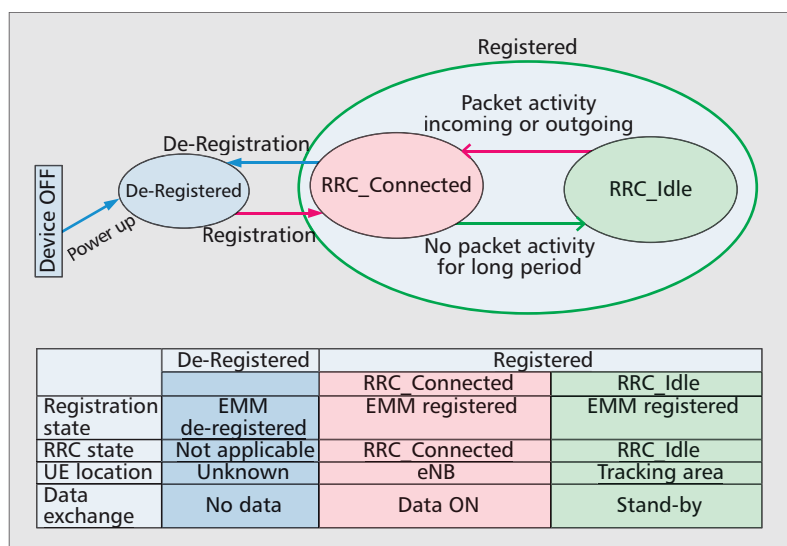 Registered
Packet activity
incoming or outgoing
De-Registration
Device OFF
De-Registered
RRC_Connected
RRC_Idle
Power up
Registration
No packet activity
for long period
De-Registered Registered
RRC_Connected RRC_Idle
Registration
state
EMM
de-registered
EMM registered
EMM registered
RRC state Not applicable RRC_Connected RRC_Idle
UE location Unknown eNB Tracking area
Data
exchange
No data Data ON Stand-by